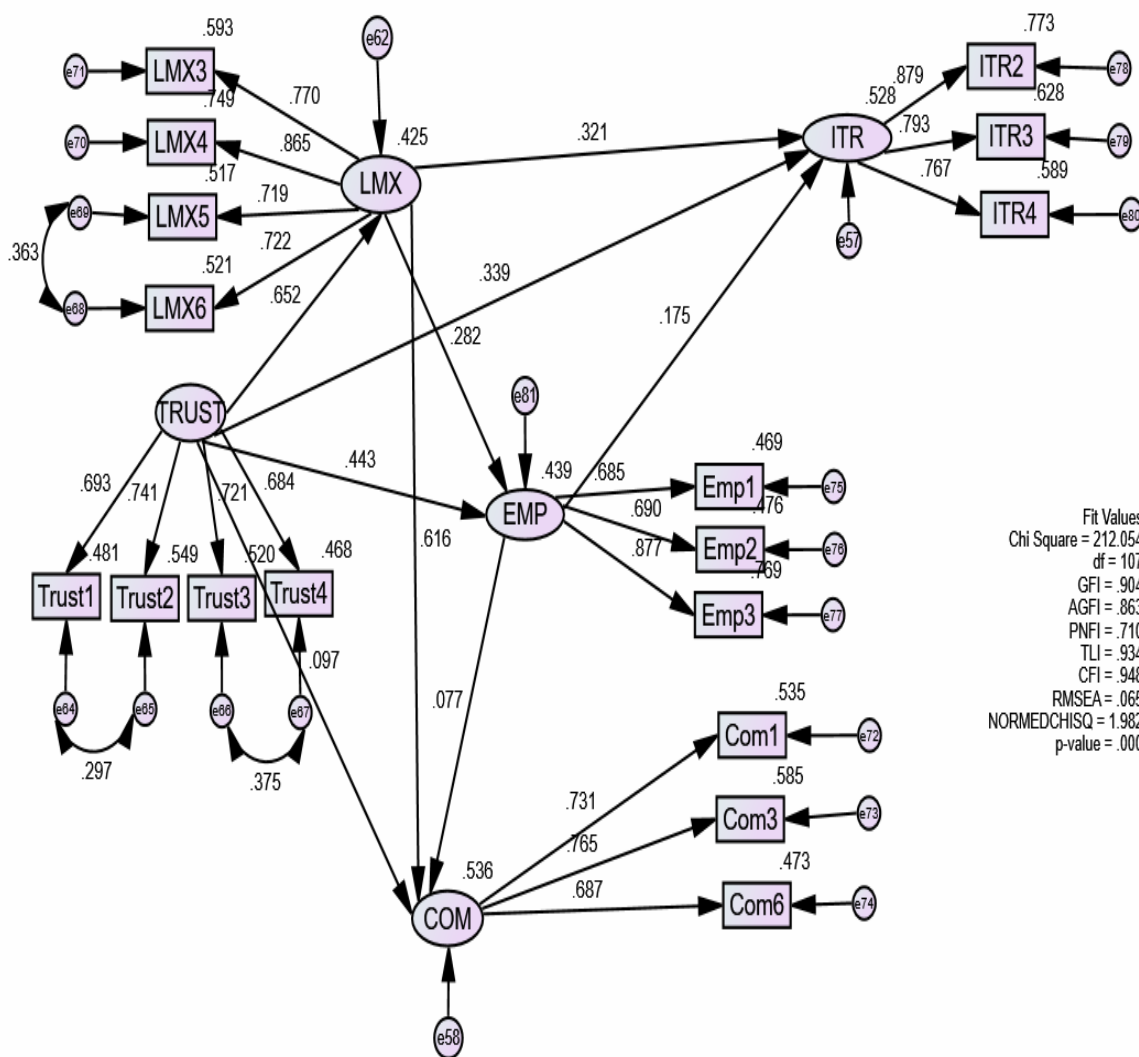 .593
e71
LMX3
.770
e62
.749
e70
LMX4
.865
.425
LMX
.517
e69
LMX5
.719
.363
.722
.521
e68
LMX6
.652
.321
.773
.879
ITR2
e78
.528
.628
ITR
.793
ITR3
e79
.767
.589
ITR4
e80
e57
.339
.175
.282
TRUST
e81
.693
.741
.721
.684
.443
.439
.685
.469
EMP
Emp1
e75
.690
.476
Emp2
e76
.877
.769
Emp3
e77
.481
.549
.520
.468
Trust1
Trust2
Trust3
Trust4
.616
.097
e64
e65
e66
e67
.297
.375
.077
.535
Com1
e72
.731
.585
Com3
e73
.765
.536
.473
COM
.687
Com6
e74
e58
Fit Values
Chi Square = 212.054
df = 107
GFI = .904
AGFI = .863
PNFI = .710
TLI = .934
CFI = .948
RMSEA = .065
NORMEDCHISQ = 1.982
p-value = .000